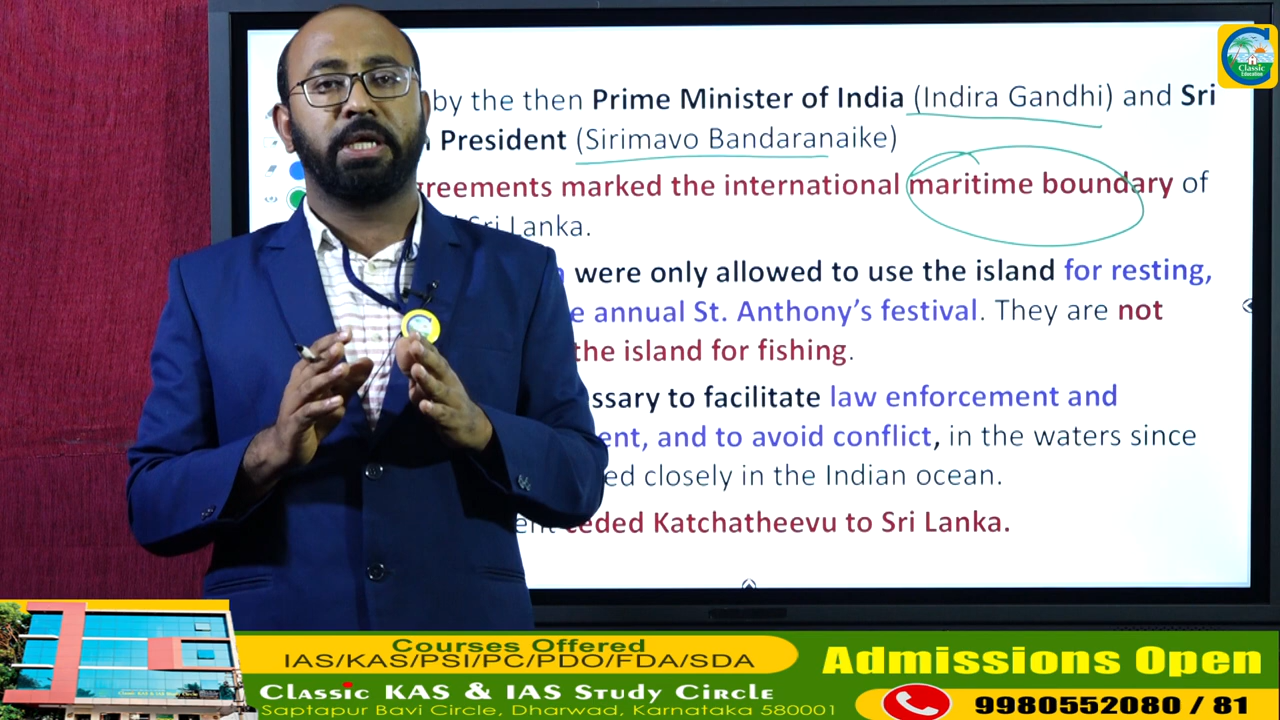 by the then Prime Minister of India (Indira Gandhi) and Sri
President (Sirimavo Bandaranaike)
greements marked the international maritime boundary of
Sri Lanka.
were only allowed to use the island for resting,
annual St. Anthony's festival. They are not
the island for fishing.
ssary to facilitate law enforcement and
ent, and to avoid conflict, in the waters since
ed closely in the Indian ocean.
ent ceded Katchatheevu to Sri Lanka.
Classic
Education
Courses Offered
IAS/KAS/PSI/PC/PDO/FDA/SDA
Classic KAS & IAS Study Circle
Saptapur Bavi Circle, Dharwad, Karnataka 580001
Admissions Open
9980552080 / 81